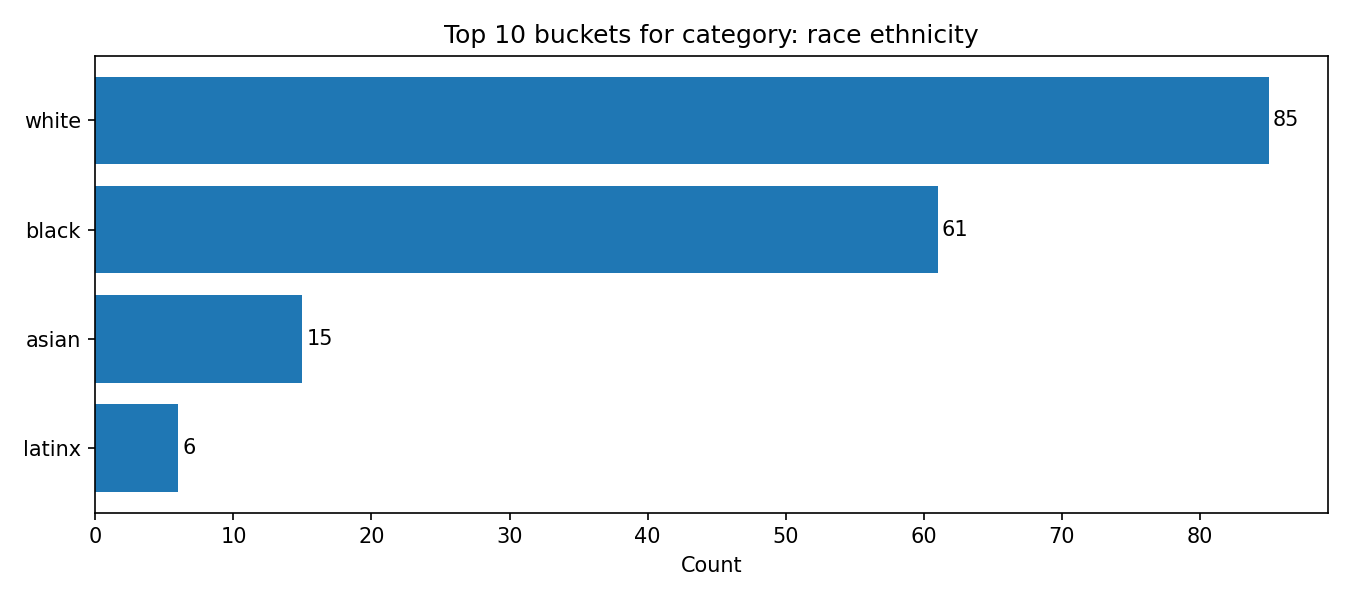 Top 10 buckets for category: race ethnicity
white
85
black
61
asian
15
latinx
6
0 10 20 30 40 50 60 70 80
Count